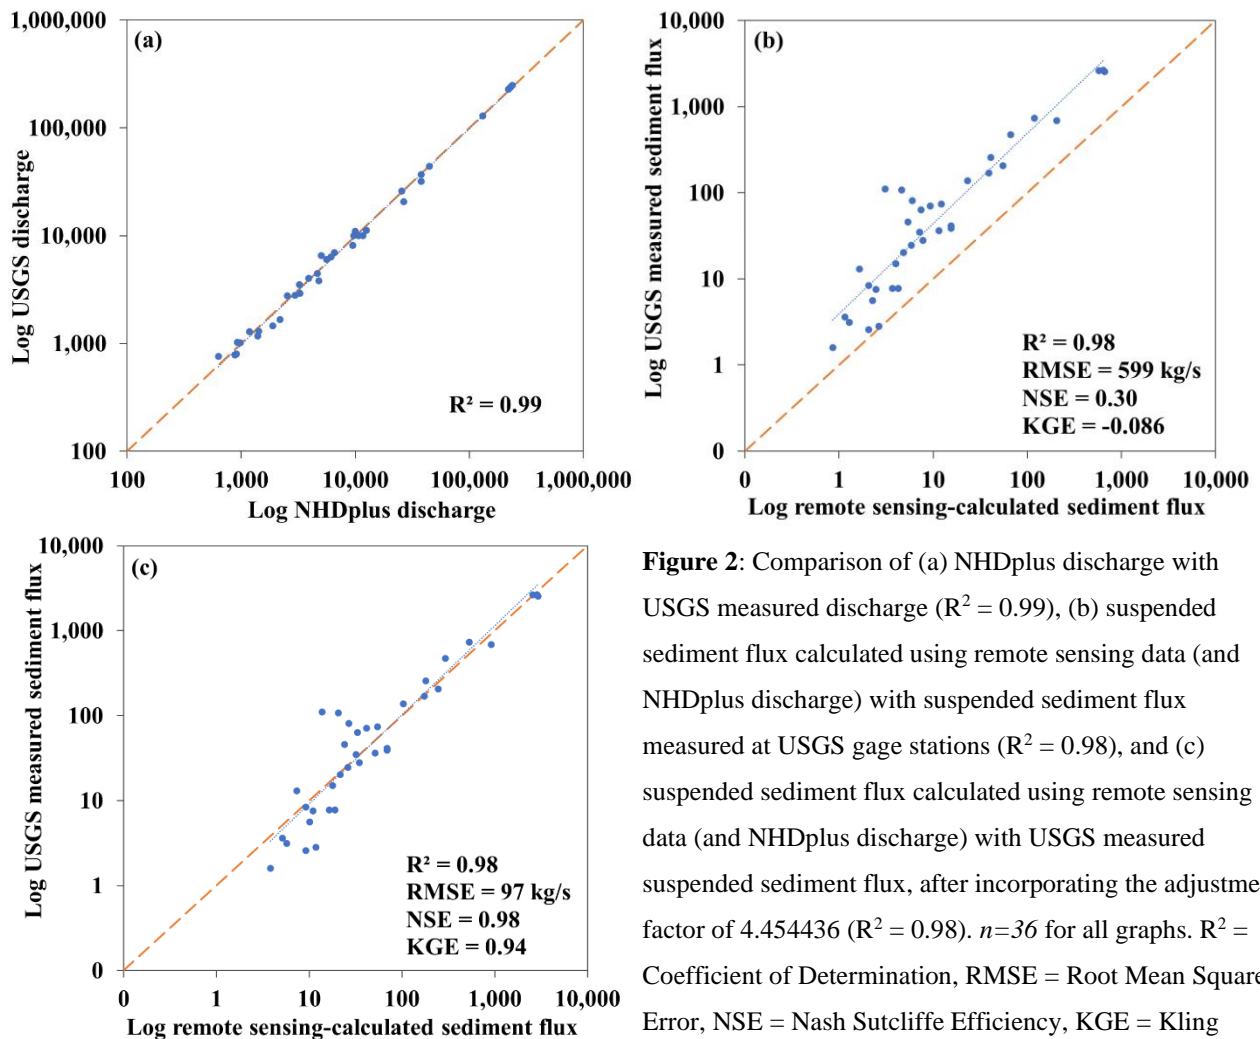 (a)
1,000,000
100,000
10,000
1,000
100
Log USGS discharge
R² = 0.99
100 1,000 10,000 100,000 1,000,000
Log NHDplus discharge
(b)
10,000
1,000
100
10
1
0
Log USGS measured sediment flux
R² = 0.98
RMSE = 599 kg/s
NSE = 0.30
KGE = -0.086
0 1 10 100 1,000 10,000
Log remote sensing-calculated sediment flux
(c)
10,000
1,000
100
10
1
0
Log USGS measured sediment flux
R² = 0.98
RMSE = 97 kg/s
NSE = 0.98
KGE = 0.94
0 1 10 100 1,000 10,000
Log remote sensing-calculated sediment flux
Figure 2: Comparison of (a) NHDplus discharge with
USGS measured discharge (R² = 0.99), (b) suspended
sediment flux calculated using remote sensing data (and
NHDplus discharge) with suspended sediment flux
measured at USGS gage stations (R² = 0.98), and (c)
suspended sediment flux calculated using remote sensing
data (and NHDplus discharge) with USGS measured
suspended sediment flux, after incorporating the adjustme
factor of 4.454436 (R² = 0.98). n=36 for all graphs. R² =
Coefficient of Determination, RMSE = Root Mean Square
Error, NSE = Nash Sutcliffe Efficiency, KGE = Kling